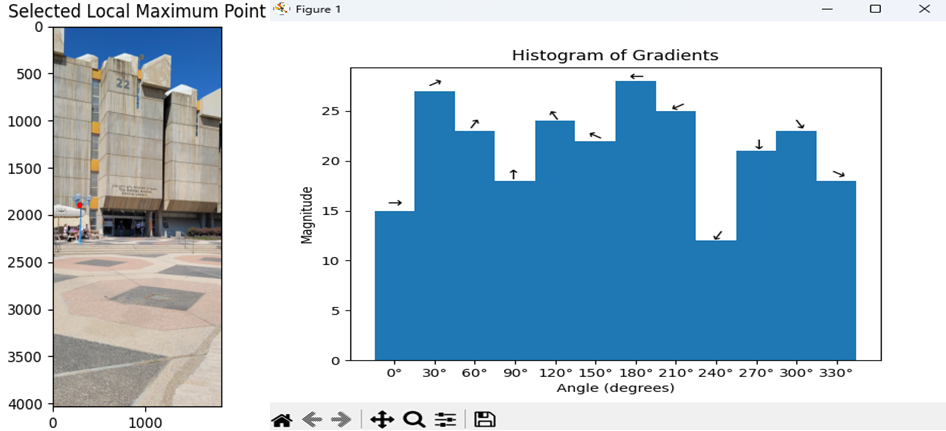 Selected Local Maximum Point
0
500
1000
1500
2000
2500
3000
3500
4000
0 1000
22
Figure 1
Histogram of Gradients
Magnitude
25
20
15
10
5
0
0° 30° 60° 90° 120° 150° 180° 210° 240° 270° 300° 330°
Angle (degrees)